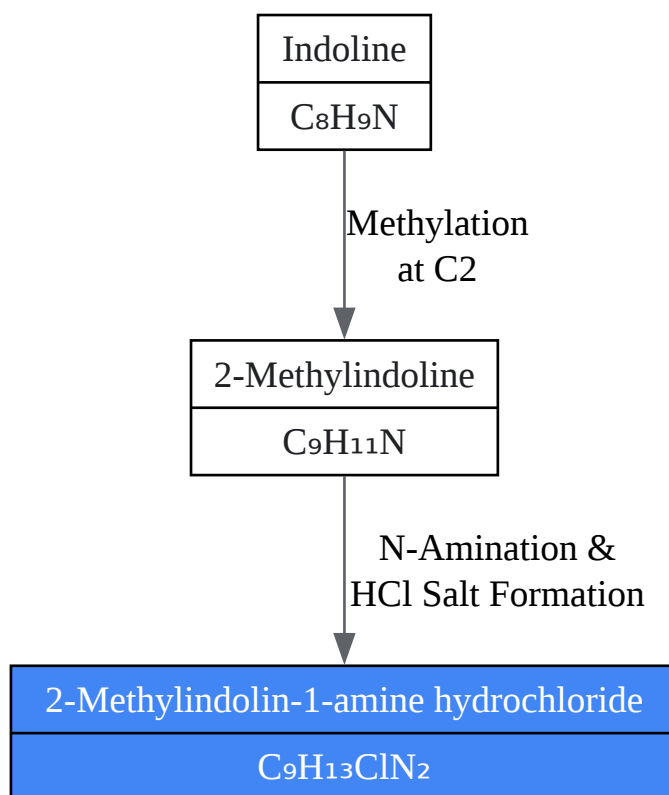 Indoline
C₈H₉N
Methylation
at C2
2-Methylindoline
C₉H₁₁N
N-Amination &
HCl Salt Formation
2-Methylindolin-1-amine hydrochloride
C₉H₁₃ClN₂